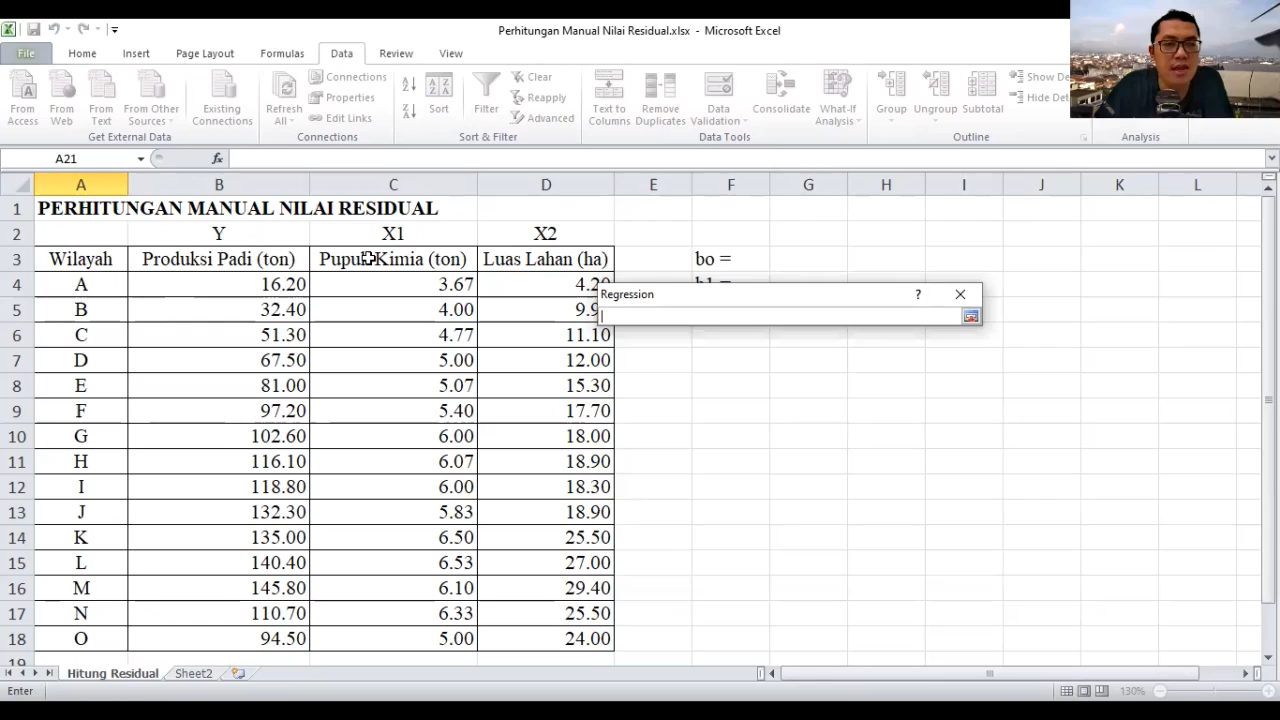 Perhitungan Manual Nilai Residual.xlsx - Microsoft Excel
File Home Insert Page Layout Formulas Data Review View
From Access From Web From Text From Other Sources Existing Connections Refresh All Connections Properties Edit Links Sort Filter Clear Reapply Advanced Text to Columns Remove Duplicates Data Validation Consolidate What-If Analysis Group Ungroup Subtotal Show De Hide Det
Get External Data Connections Sort & Filter Data Tools Outline Analysis
A21 fx
A B C D E F G H I J K L
1 PERHITUNGAN MANUAL NILAI RESIDUAL
2 Y X1 X2
3 Wilayah Produksi Padi (ton) Pupuk Kimia (ton) Luas Lahan (ha) bo =
4 A 16.20 3.67 4.20 b1 =
Regression ?
5 B 32.40 4.00
6 C 51.30 4.77 11.10
7 D 67.50 5.00 12.00
8 E 81.00 5.07 15.30
9 F 97.20 5.40 17.70
10 G 102.60 6.00 18.00
11 H 116.10 6.07 18.90
12 I 118.80 6.00 18.30
13 J 132.30 5.83 18.90
14 K 135.00 6.50 25.50
15 L 140.40 6.53 27.00
16 M 145.80 6.10 29.40
17 N 110.70 6.33 25.50
18 O 94.50 5.00 24.00
19
Hitung Residual Sheet2
Enter 130%